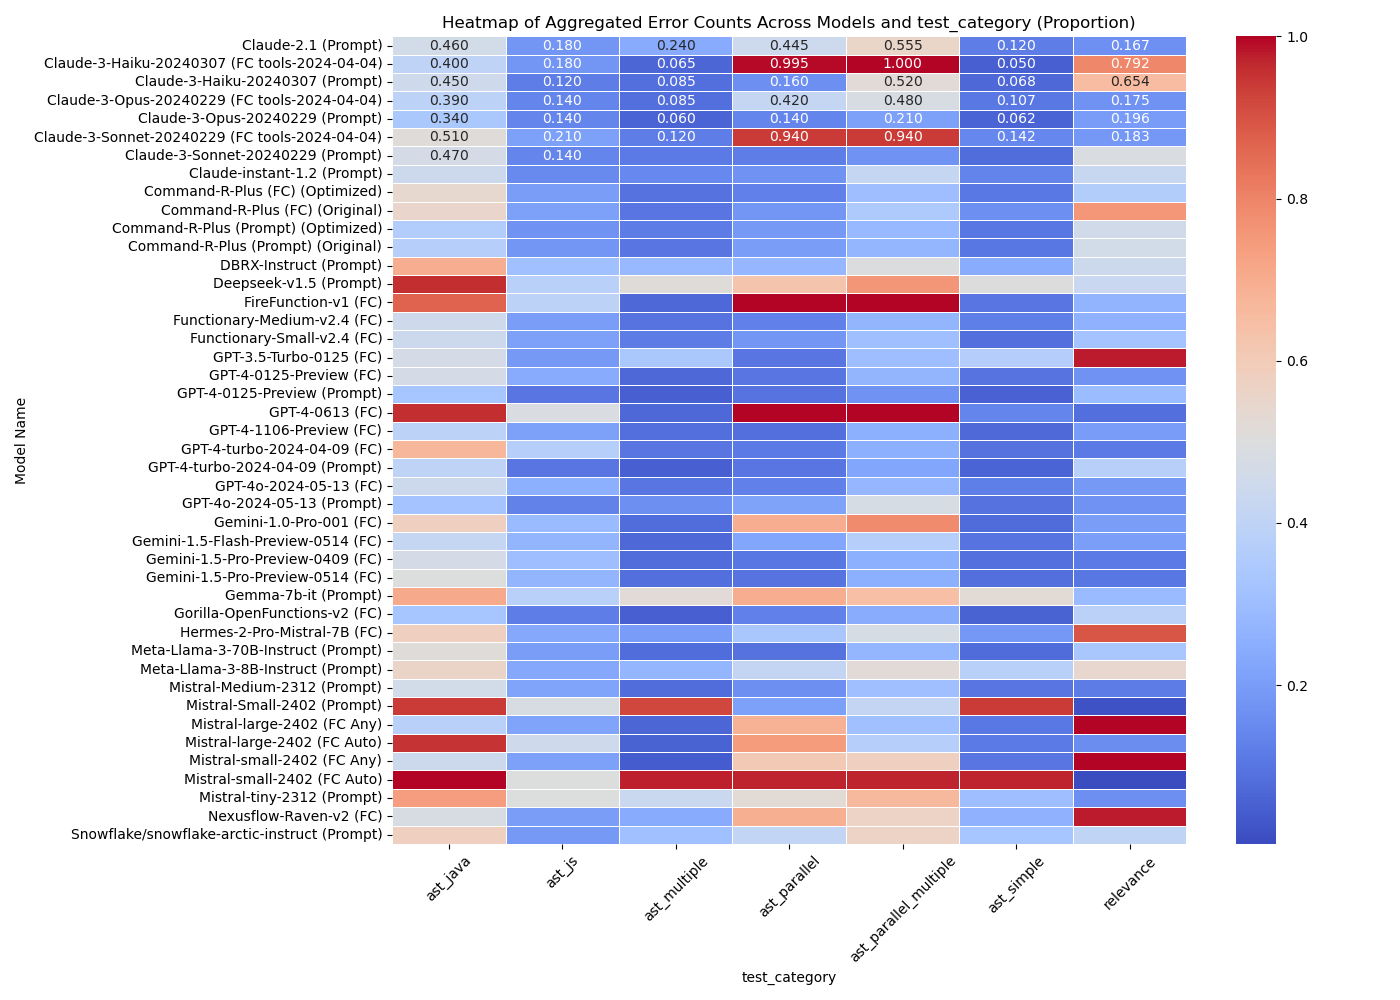 Heatmap of Aggregated Error Counts Across Models and test_category (Proportion)
Claude-2.1 (Prompt) 0.460 0.180 0.240 0.445 0.555 0.120 0.167
Claude-3-Haiku-20240307 (FC tools-2024-04-04) 0.400 0.180 0.065 0.995 1.000 0.050 0.792
Claude-3-Haiku-20240307 (Prompt) 0.450 0.120 0.085 0.160 0.520 0.068 0.654
Claude-3-Opus-20240229 (FC tools-2024-04-04) 0.390 0.140 0.085 0.420 0.480 0.107 0.175
Claude-3-Opus-20240229 (Prompt) 0.340 0.140 0.060 0.140 0.210 0.062 0.196
Claude-3-Sonnet-20240229 (FC tools-2024-04-04) 0.510 0.210 0.120 0.940 0.940 0.142 0.183
Claude-3-Sonnet-20240229 (Prompt) 0.470 0.140
Claude-instant-1.2 (Prompt)
Command-R-Plus (FC) (Optimized)
Command-R-Plus (FC) (Original)
Command-R-Plus (Prompt) (Optimized)
Command-R-Plus (Prompt) (Original)
DBRX-Instruct (Prompt)
Deepseek-v1.5 (Prompt)
FireFunction-v1 (FC)
Functionary-Medium-v2.4 (FC)
Functionary-Small-v2.4 (FC)
GPT-3.5-Turbo-0125 (FC)
GPT-4-0125-Preview (FC)
GPT-4-0125-Preview (Prompt)
GPT-4-0613 (FC)
GPT-4-1106-Preview (FC)
GPT-4-turbo-2024-04-09 (FC)
GPT-4-turbo-2024-04-09 (Prompt)
GPT-4o-2024-05-13 (FC)
GPT-4o-2024-05-13 (Prompt)
Gemini-1.0-Pro-001 (FC)
Gemini-1.5-Flash-Preview-0514 (FC)
Gemini-1.5-Pro-Preview-0409 (FC)
Gemini-1.5-Pro-Preview-0514 (FC)
Gemma-7b-it (Prompt)
Gorilla-OpenFunctions-v2 (FC)
Hermes-2-Pro-Mistral-7B (FC)
Meta-Llama-3-70B-Instruct (Prompt)
Meta-Llama-3-8B-Instruct (Prompt)
Mistral-Medium-2312 (Prompt)
Mistral-Small-2402 (Prompt)
Mistral-large-2402 (FC Any)
Mistral-large-2402 (FC Auto)
Mistral-small-2402 (FC Any)
Mistral-small-2402 (FC Auto)
Mistral-tiny-2312 (Prompt)
Nexusflow-Raven-v2 (FC)
Snowflake/snowflake-arctic-instruct (Prompt)
Model Name
ast_java
ast_js
ast_multiple
ast_parallel
ast_parallel_multiple
ast_simple
relevance
test_category
1.0
0.8
0.6
0.4
0.2